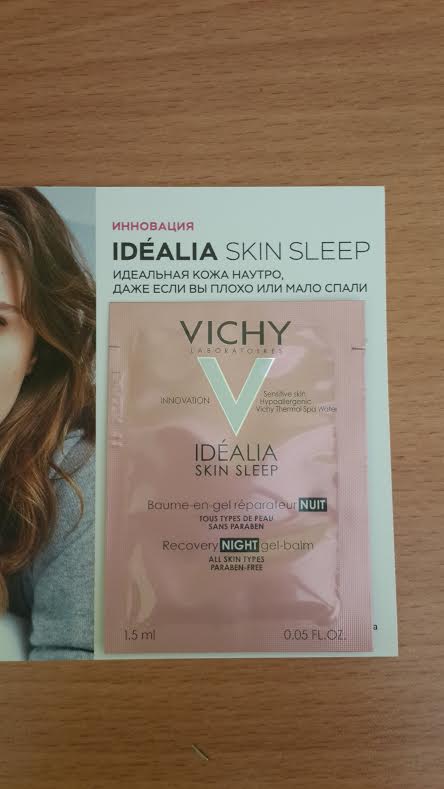 ИННОВАЦИЯ
IDÉALIA SKIN SLEEP
ИДЕАЛЬНАЯ КОЖА НАУТРО,
ДАЖЕ ЕСЛИ ВЫ ПЛОХО ИЛИ МАЛО СПАЛИ
VICHY
LABORATOIRES
INNOVATION
Sensitive skin
Hypoallergenic
Vichy Thermal Spa Water
IDÉALIA
SKIN SLEEP
Baume-en-gel réparateur NUIT
TOUS TYPES DE PEAU
SANS PARABEN
Recovery NIGHT gel-balm
ALL SKIN TYPES
PARABEN-FREE
1.5 ml 0.05 FL.OZ.